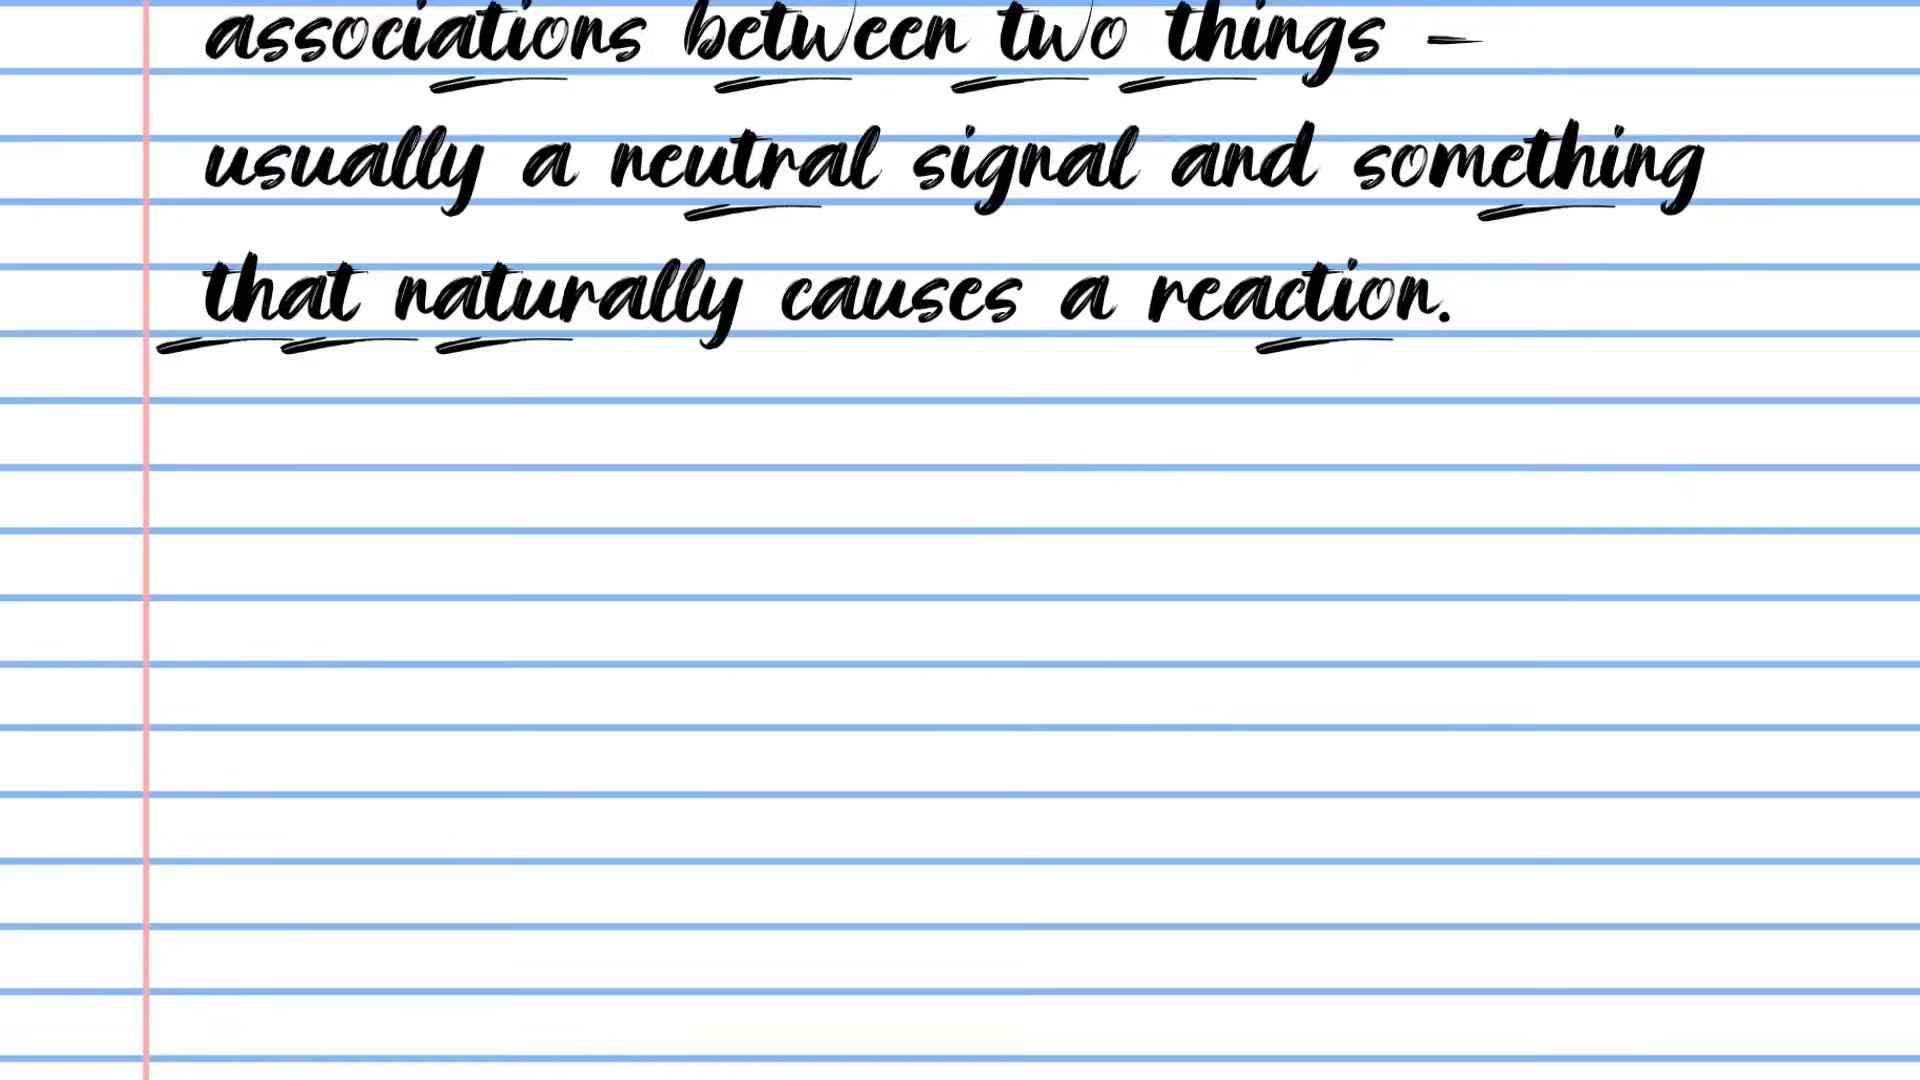 associations between two things -
usually a neutral signal and something
that naturally causes a reaction.